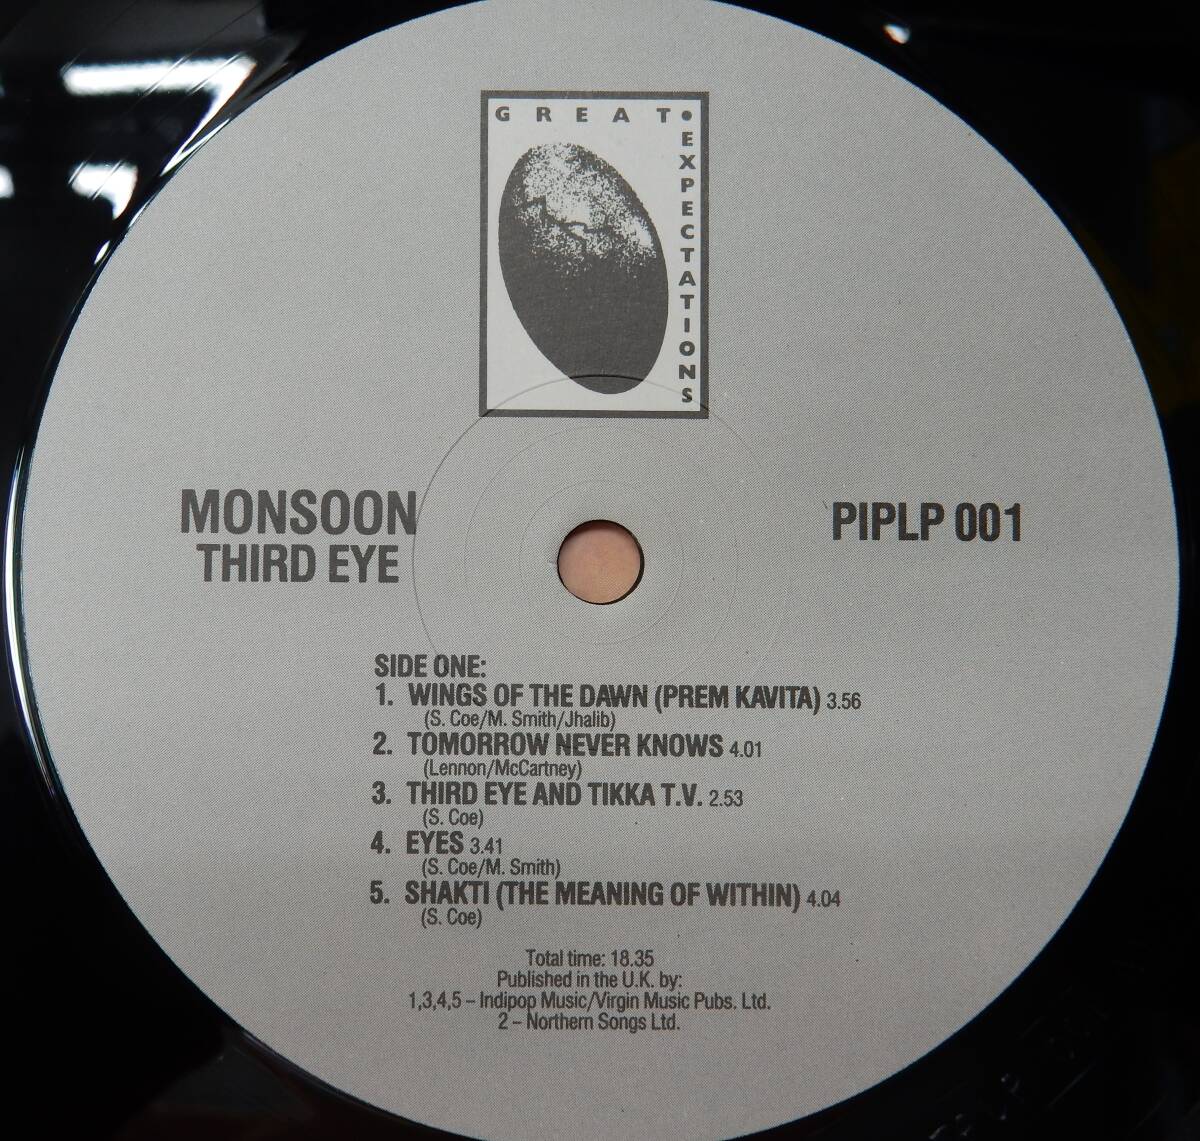 GREAT•
EXPECTATIONS
MONSOON
THIRD EYE
PIPLP 001
SIDE ONE:
1. WINGS OF THE DAWN (PREM KAVITA) 3.56
(S. Coe/M. Smith/Jhalib)
2. TOMORROW NEVER KNOWS 4.01
(Lennon/McCartney)
3. THIRD EYE AND TIKKA T.V. 2.53
(S. Coe)
4. EYES 3.41
(S. Coe/M. Smith)
5. SHAKTI (THE MEANING OF WITHIN) 4.04
(S. Coe)
Total time: 18.35
Published in the U.K. by:
1,3,4,5 – Indipop Music/Virgin Music Pubs. Ltd.
2 – Northern Songs Ltd.